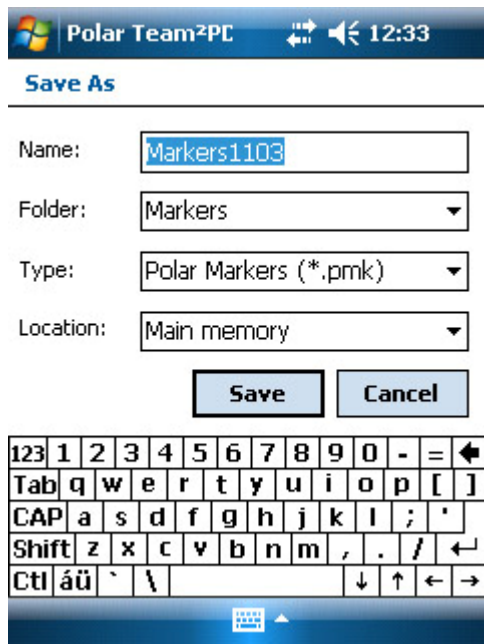 Polar Team²PD 12:33
Save As
Name: Markers1103
Folder: Markers
Type: Polar Markers (*.pmk)
Location: Main memory
Save Cancel
123 1 2 3 4 5 6 7 8 9 0 - =
Tab q w e r t y u i o p [ ]
CAP a s d f g h j k l ; '
Shift z x c v b n m , . /
Ctl áü ` \